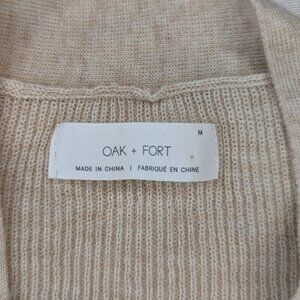 M
OAK + FORT
MADE IN CHINA | FABRIQUÉ EN CHINE